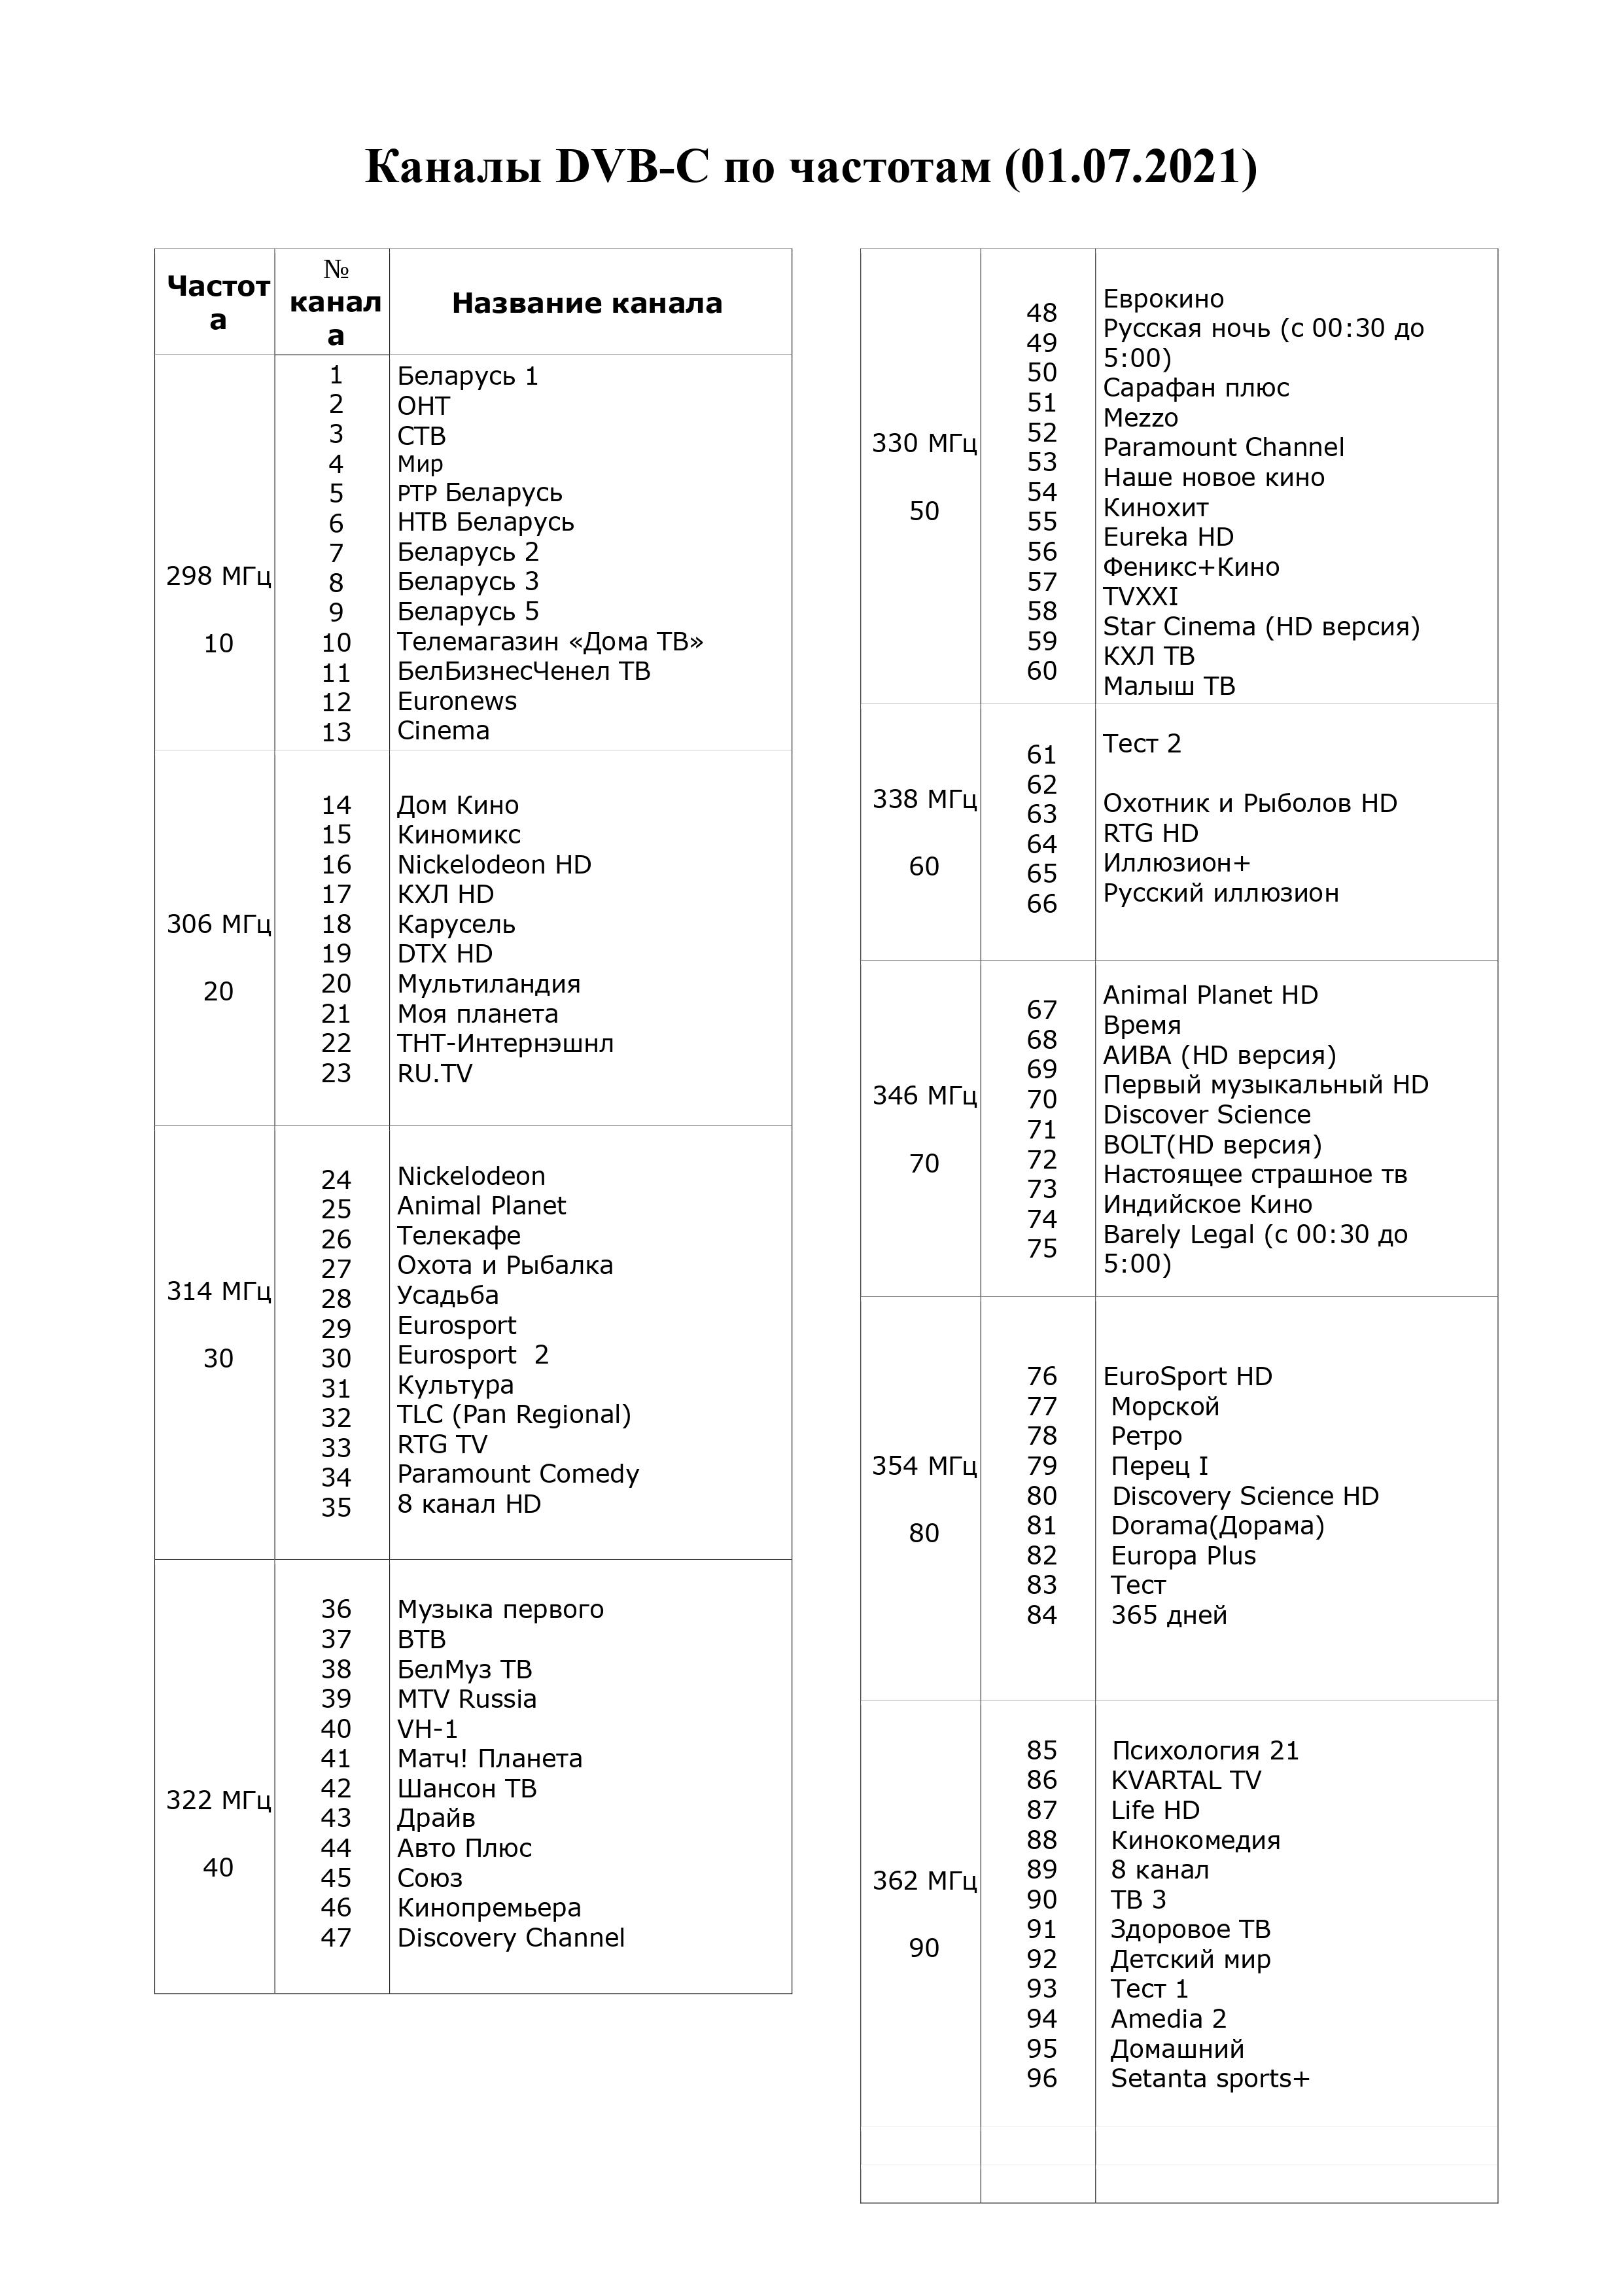 Каналы DVB-C по частотам (01.07.2021)
Частот
а
№
канал
а
Название канала
298 МГц
10
1 Беларусь 1
2 ОНТ
3 СТВ
4 Мир
5 РТР Беларусь
6 НТВ Беларусь
7 Беларусь 2
8 Беларусь 3
9 Беларусь 5
10 Телемагазин «Дома ТВ»
11 БелБизнесЧенел ТВ
12 Euronews
13 Cinema
306 МГц
20
14 Дом Кино
15 Киномикс
16 Nickelodeon HD
17 КХЛ HD
18 Карусель
19 DTX HD
20 Мультиландия
21 Моя планета
22 ТНТ-Интернэшнл
23 RU.TV
314 МГц
30
24 Nickelodeon
25 Animal Planet
26 Телекафе
27 Охота и Рыбалка
28 Усадьба
29 Eurosport
30 Eurosport  2
31 Культура
32 TLC (Pan Regional)
33 RTG TV
34 Paramount Comedy
35 8 канал HD
322 МГц
40
36 Музыка первого
37 ВТВ
38 БелМуз ТВ
39 MTV Russia
40 VH-1
41 Матч! Планета
42 Шансон ТВ
43 Драйв
44 Авто Плюс
45 Союз
46 Кинопремьера
47 Discovery Channel
330 МГц
50
48
49
50
51
52
53
54
55
56
57
58
59
60
Еврокино
Русская ночь (с 00:30 до
5:00)
Сарафан плюс
Mezzo
Paramount Channel
Наше новое кино
Кинохит
Eureka HD
Феникс+Кино
TVXXI
Star Cinema (HD версия)
КХЛ ТВ
Малыш ТВ
338 МГц
60
61
62
63
64
65
66
Тест 2
Охотник и Рыболов HD
RTG HD
Иллюзион+
Русский иллюзион
346 МГц
70
67
68
69
70
71
72
73
74
75
Animal Planet HD
Время
АИВА (HD версия)
Первый музыкальный HD
Discover Science
BOLT(HD версия)
Настоящее страшное тв
Индийское Кино
Barely Legal (с 00:30 до
5:00)
354 МГц
80
76 EuroSport HD
77 Морской
78 Ретро
79 Перец I
80 Discovery Science HD
81 Dorama(Дорама)
82 Europa Plus
83 Тест
84 365 дней
362 МГц
90
85 Психология 21
86 KVARTAL TV
87 Life HD
88 Кинокомедия
89 8 канал
90 ТВ 3
91 Здоровое ТВ
92 Детский мир
93 Тест 1
94 Amedia 2
95 Домашний
96 Setanta sports+